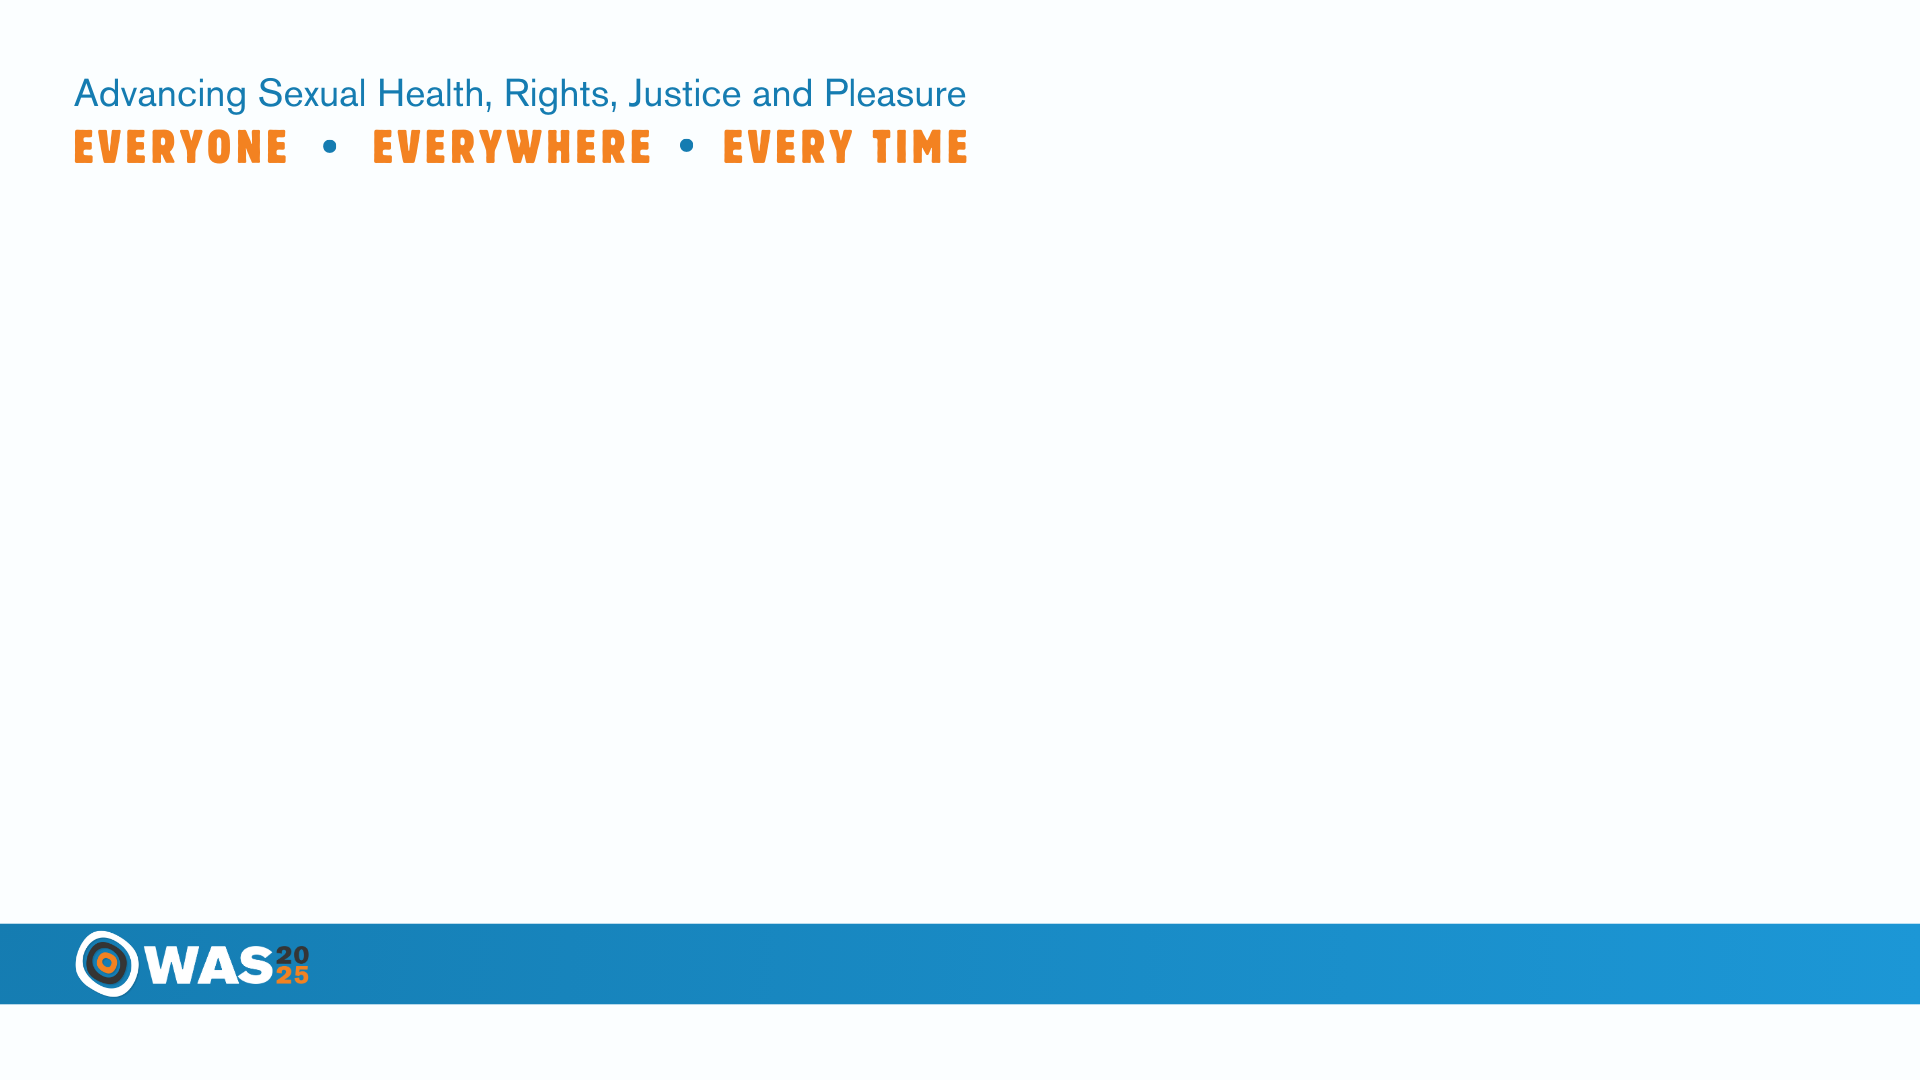 Advancing Sexual Health, Rights, Justice and Pleasure
EVERYONE • EVERYWHERE • EVERY TIME
WAS 20
25